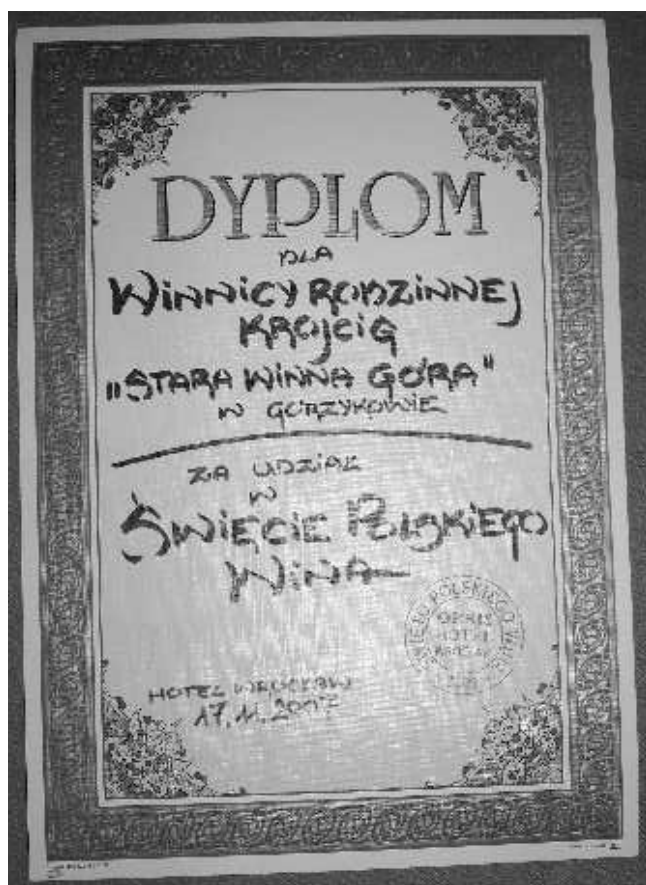 DYPLOM
DLA
WINNICY RODZINNEJ
KROJCIG
„STARA WINNA GÓRA"
W GÓRZYKOWIE
ZA UDZIAŁ
W
ŚWIĘCIE POLSKIEGO
WINA
HOTEL WROCŁAW
17.11.2007